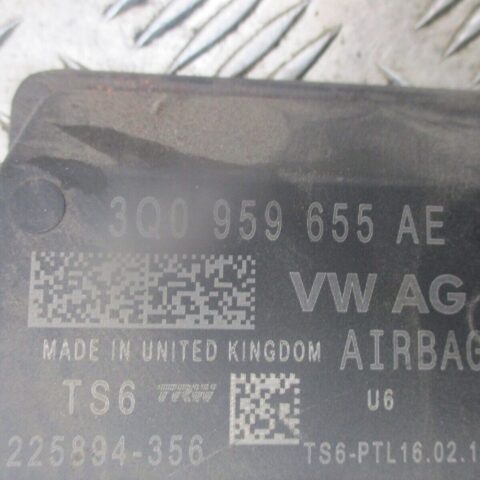 3Q0 959 655 AE
VW AG
MADE IN UNITED KINGDOM
AIRBAG
TS6 TRW
U6
225894-356
TS6-PTL16.02.1